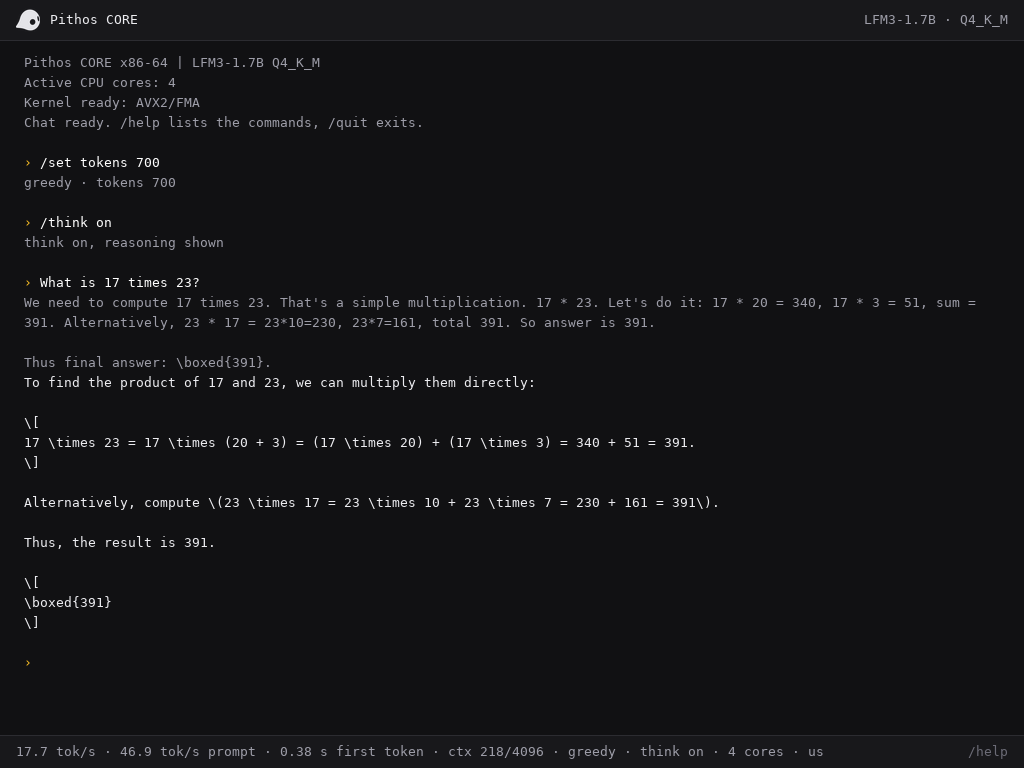 Pithos CORE
LFM3-1.7B · Q4_K_M
Pithos CORE x86-64 | LFM3-1.7B Q4_K_M
Active CPU cores: 4
Kernel ready: AVX2/FMA
Chat ready. /help lists the commands, /quit exits.
› /set tokens 700
greedy · tokens 700
› /think on
think on, reasoning shown
› What is 17 times 23?
We need to compute 17 times 23. That's a simple multiplication. 17 * 23. Let's do it: 17 * 20 = 340, 17 * 3 = 51, sum =
391. Alternatively, 23 * 17 = 23*10=230, 23*7=161, total 391. So answer is 391.
Thus final answer: \boxed{391}.
To find the product of 17 and 23, we can multiply them directly:
\[
17 \times 23 = 17 \times (20 + 3) = (17 \times 20) + (17 \times 3) = 340 + 51 = 391.
\]
Alternatively, compute \(23 \times 17 = 23 \times 10 + 23 \times 7 = 230 + 161 = 391\).
Thus, the result is 391.
\[
\boxed{391}
\]
›
17.7 tok/s · 46.9 tok/s prompt · 0.38 s first token · ctx 218/4096 · greedy · think on · 4 cores · us
/help